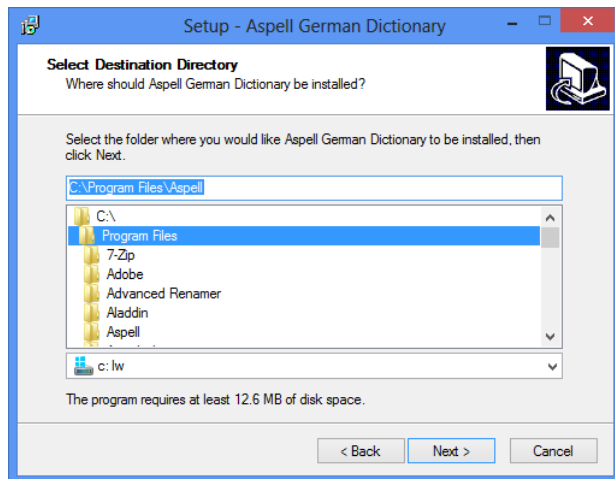 Setup - Aspell German Dictionary
Select Destination Directory
Where should Aspell German Dictionary be installed?
Select the folder where you would like Aspell German Dictionary to be installed, then
click Next.
C:\Program Files\Aspell
C:\
Program Files
7-Zip
Adobe
Advanced Renamer
Aladdin
Aspell
c: lw
The program requires at least 12.6 MB of disk space.
< Back Next > Cancel